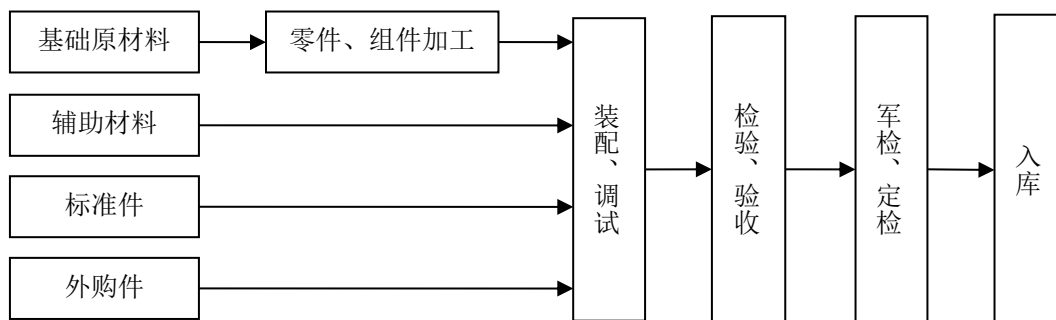 基础原材料
零件、组件加工
辅助材料
标准件
外购件
装配、调试
检验、验收
军检、定检
入库